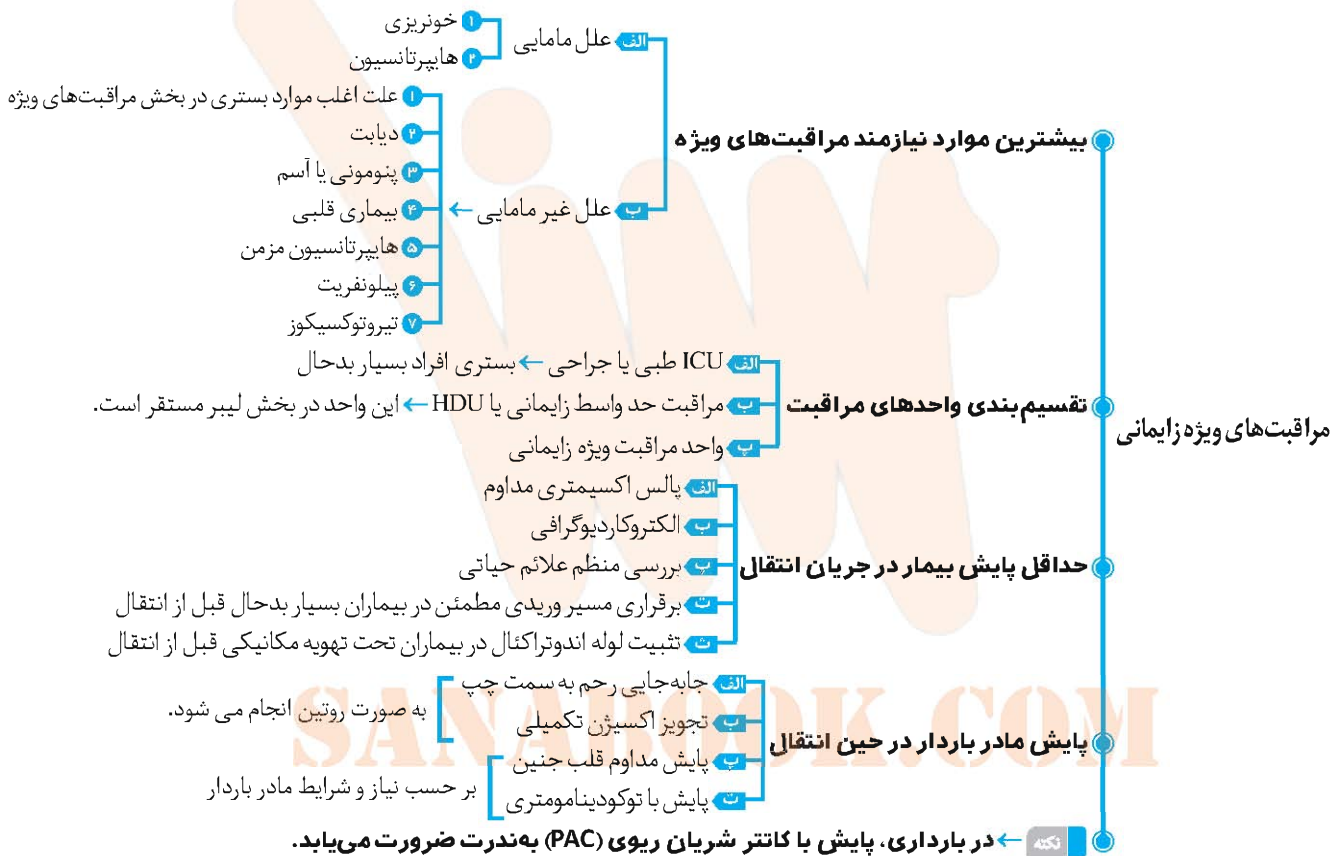 مراقبت‌های ویژه زایمانی
بیشترین موارد نیازمند مراقبت‌های ویژه
الف علل مامایی
۱ خونریزی
۲ هایپرتانسیون
ب علل غیر مامایی ←
۱ علت اغلب موارد بستری در بخش مراقبت‌های ویژه
۲ دیابت
۳ پنومونی یا آسم
۴ بیماری قلبی
۵ هایپرتانسیون مزمن
۶ پیلونفریت
۷ تیروتوکسیکوز
تقسیم‌بندی واحدهای مراقبت
الف ICU طبی یا جراحی ← بستری افراد بسیار بدحال
ب مراقبت حد واسط زایمانی یا HDU ← این واحد در بخش لیبر مستقر است.
پ واحد مراقبت ویژه زایمانی
حداقل پایش بیمار در جریان انتقال
الف پالس اکسیمتری مداوم
ب الکتروکاردیوگرافی
پ بررسی منظم علائم حیاتی
ت برقراری مسیر وریدی مطمئن در بیماران بسیار بدحال قبل از انتقال
ث تثبیت لوله اندوتراکئال در بیماران تحت تهویه مکانیکی قبل از انتقال
پایش مادر باردار در حین انتقال
الف جابه‌جایی رحم به سمت چپ
ب تجویز اکسیژن تکمیلی
به صورت روتین انجام می شود.
پ پایش مداوم قلب جنین
ت پایش با توکودینامومتری
بر حسب نیاز و شرایط مادر باردار
نکته ← در بارداری، پایش با کاتتر شریان ریوی (PAC) به‌ندرت ضرورت می‌یابد.
SANABOOK.COM